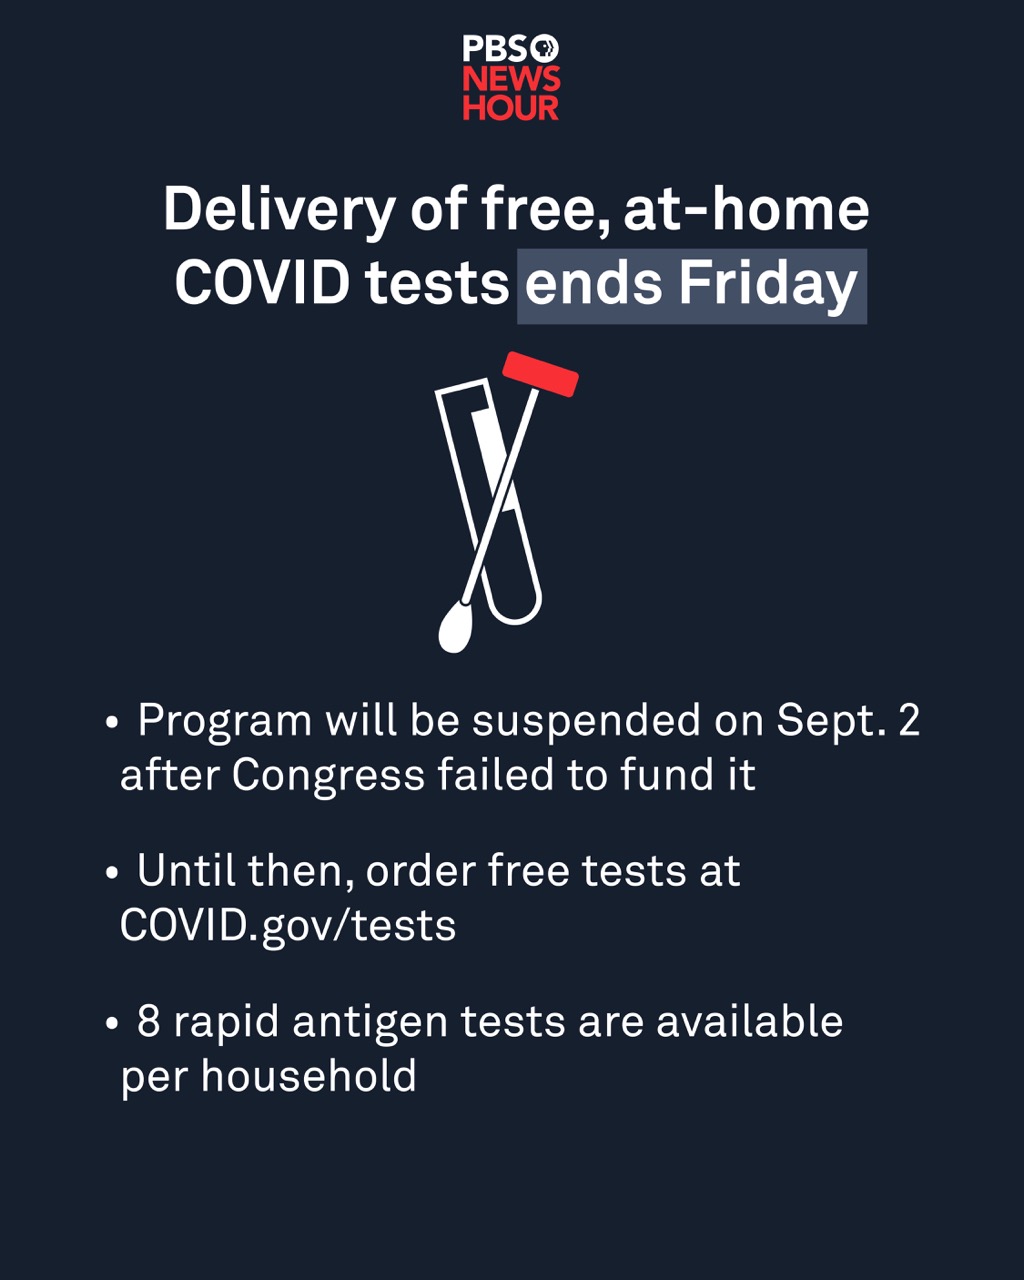 PBS
NEWS
HOUR
Delivery of free, at-home
COVID tests ends Friday
• Program will be suspended on Sept. 2
after Congress failed to fund it
• Until then, order free tests at
COVID.gov/tests
• 8 rapid antigen tests are available
per household